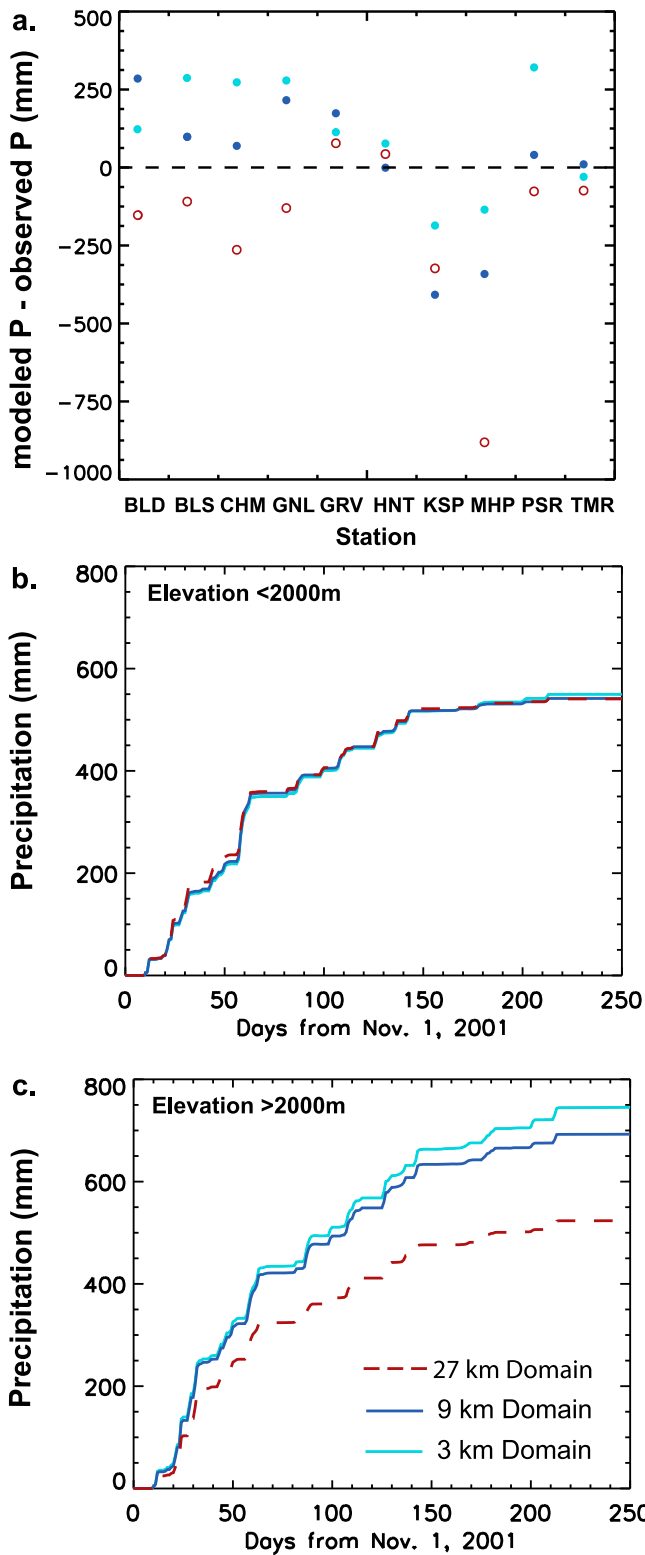 a.
modeled P - observed P (mm)
500
250
0
−250
−500
−750
−1000
BLD BLS CHM GNL GRV HNT KSP MHP PSR TMR
Station
b.
Precipitation (mm)
800
600
400
200
0
Elevation <2000m
0 50 100 150 200 250
Days from Nov. 1, 2001
c.
Precipitation (mm)
800
600
400
200
0
Elevation >2000m
27 km Domain
9 km Domain
3 km Domain
0 50 100 150 200 250
Days from Nov. 1, 2001